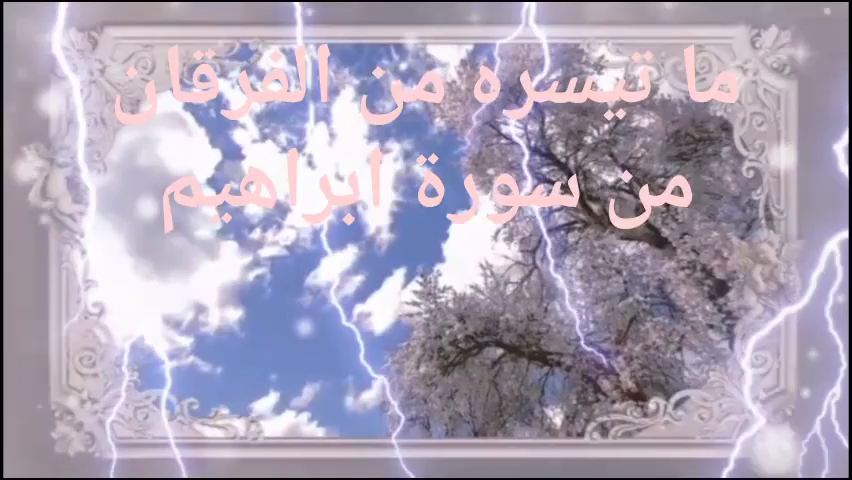 ما تيسره من الفرقان
من سورة ابراهيم